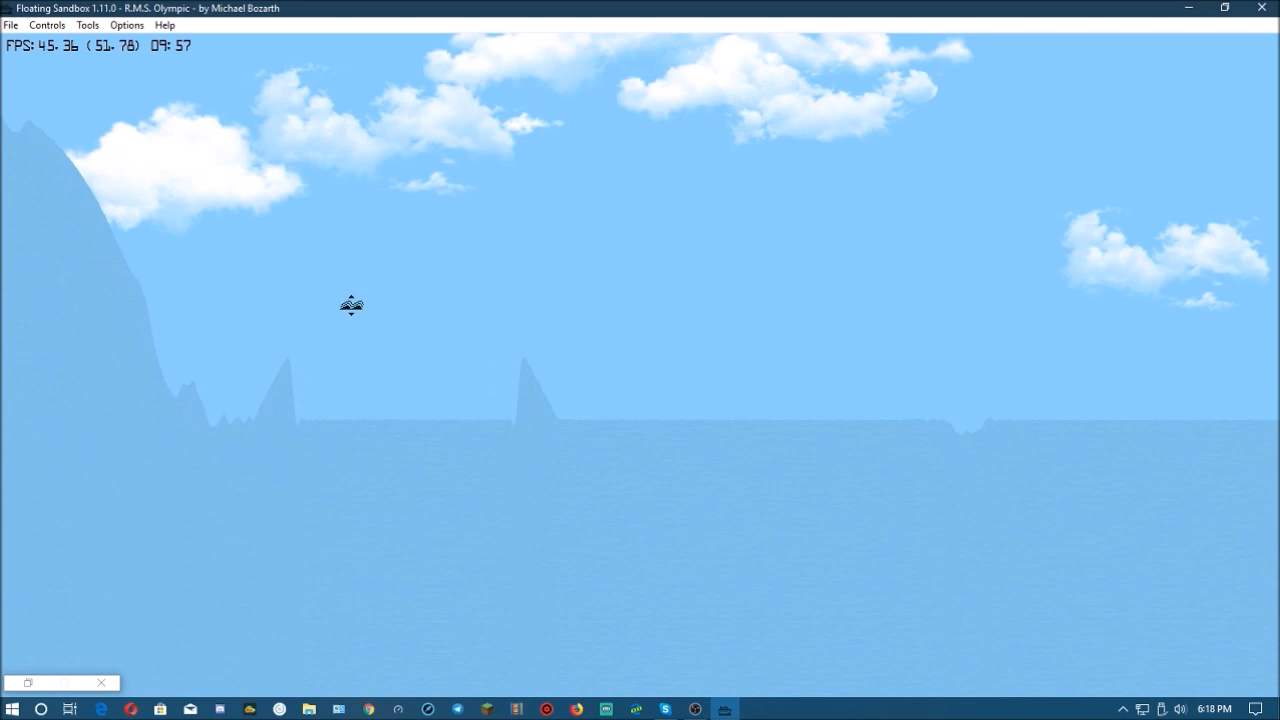 Floating Sandbox 1.11.0 - R.M.S. Olympic - by Michael Bozarth
File Controls Tools Options Help
FPS: 45.36 (51.78) 09:57
6:18 PM